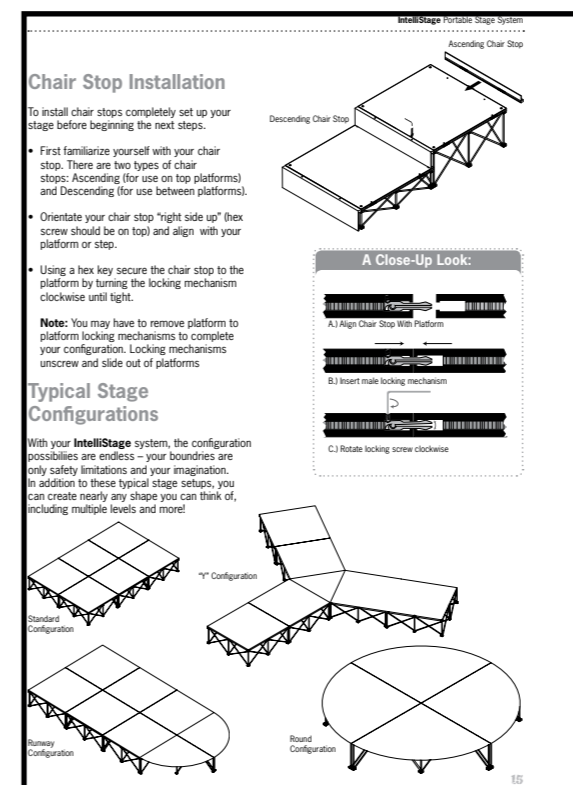 IntelliStage Portable Stage System
Ascending Chair Stop
Descending Chair Stop
Chair Stop Installation
To install chair stops completely set up your
stage before beginning the next steps.
• First familiarize yourself with your chair
stop. There are two types of chair
stops: Ascending (for use on top platforms)
and Descending (for use between platforms).
• Orientate your chair stop “right side up” (hex
screw should be on top) and align with your
platform or step.
• Using a hex key secure the chair stop to the
platform by turning the locking mechanism
clockwise until tight.
Note: You may have to remove platform to
platform locking mechanisms to complete
your configuration. Locking mechanisms
unscrew and slide out of platforms
A Close-Up Look:
A.) Align Chair Stop With Platform
B.) Insert male locking mechanism
C.) Rotate locking screw clockwise
Typical Stage
Configurations
With your IntelliStage system, the configuration
possibiliies are endless – your boundries are
only safety limitations and your imagination.
In addition to these typical stage setups, you
can create nearly any shape you can think of,
including multiple levels and more!
Standard
Configuration
“Y” Configuration
Runway
Configuration
Round
Configuration
15